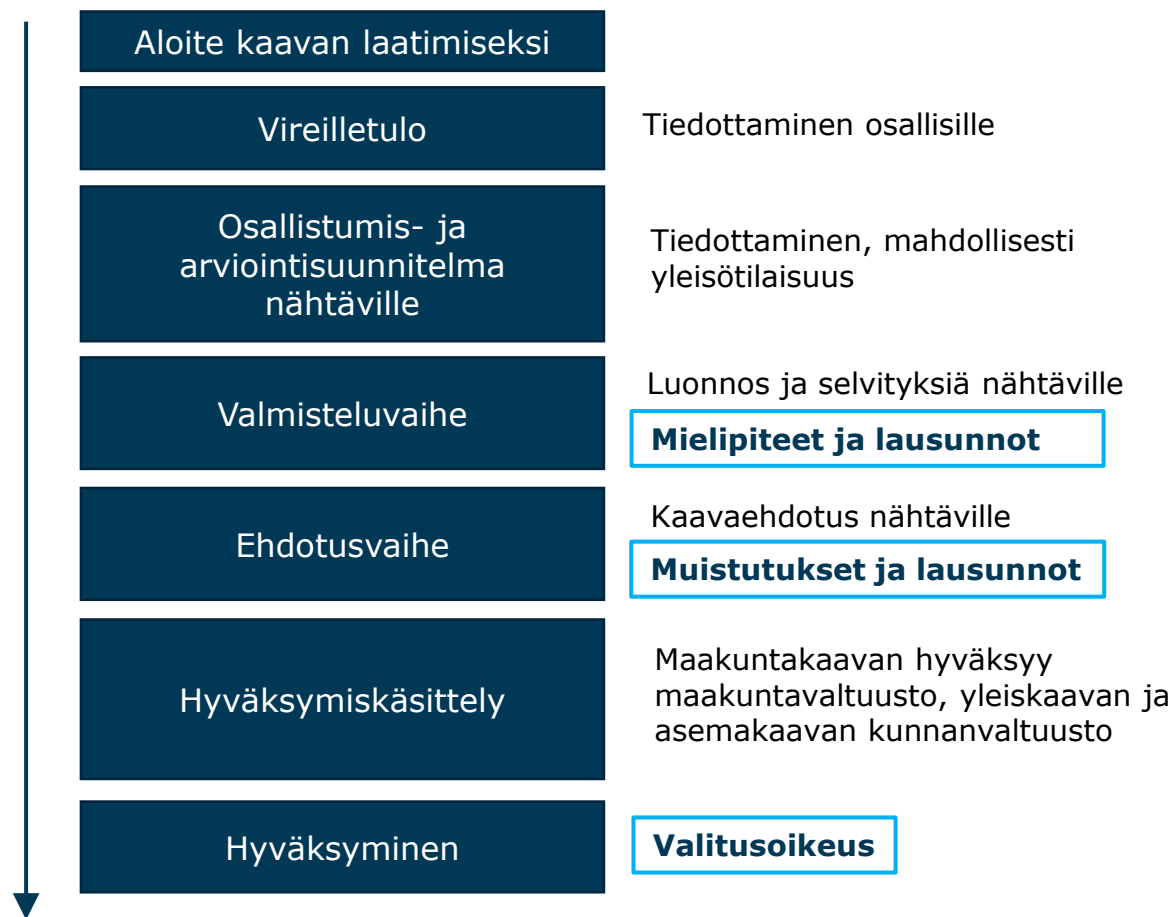 Aloite kaavan laatimiseksi
Vireilletulo
Tiedottaminen osallisille
Osallistumis- ja
arviointisuunnitelma
nähtäville
Tiedottaminen, mahdollisesti
yleisötilaisuus
Valmisteluvaihe
Luonnos ja selvityksiä nähtäville
Mielipiteet ja lausunnot
Ehdotusvaihe
Kaavaehdotus nähtäville
Muistutukset ja lausunnot
Hyväksymiskäsittely
Maakuntakaavan hyväksyy
maakuntavaltuusto, yleiskaavan ja
asemakaavan kunnanvaltuusto
Hyväksyminen
Valitusoikeus